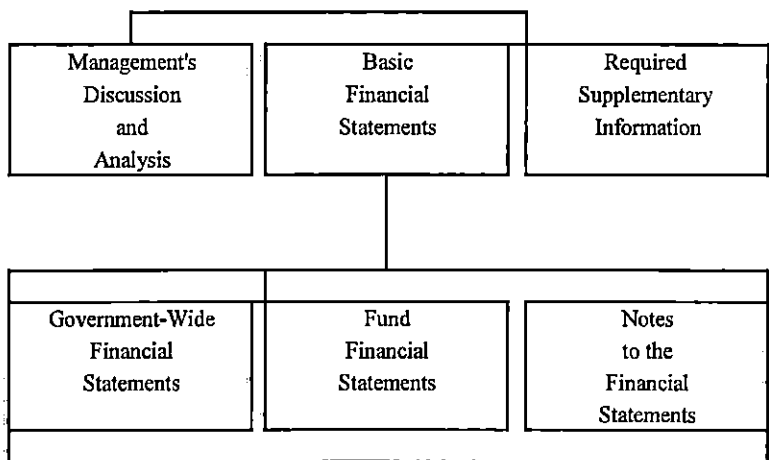 Management's
Discussion
and
Analysis
Basic
Financial
Statements
Required
Supplementary
Information
Government-Wide
Financial
Statements
Fund
Financial
Statements
Notes
to the
Financial
Statements